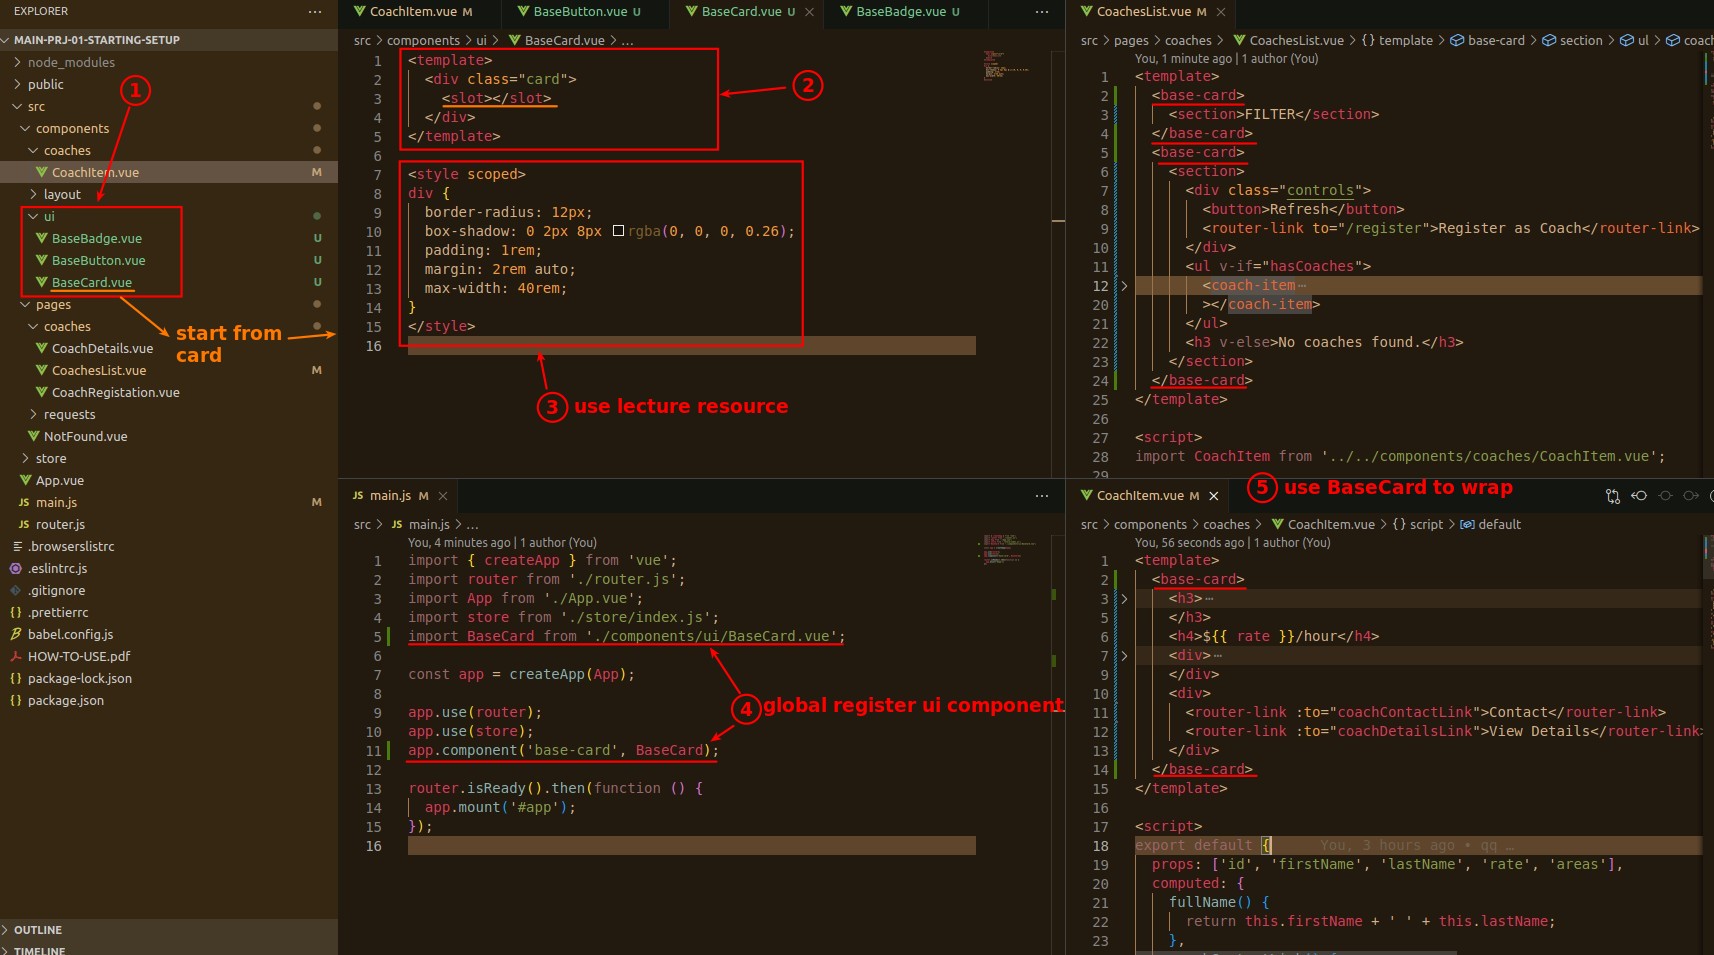 EXPLORER
MAIN-PRJ-01-STARTING-SETUP
node_modules
public
src
components
coaches
CoachItem.vue M
layout
ui
BaseBadge.vue U
BaseButton.vue U
BaseCard.vue U
pages
coaches
CoachDetails.vue
CoachesList.vue M
CoachRegistation.vue
requests
NotFound.vue
store
App.vue
JS main.js M
JS router.js
.browserslistrc
.eslintrc.js
.gitignore
{} .prettierrc
babel.config.js
HOW-TO-USE.pdf
{} package-lock.json
{} package.json
OUTLINE
TIMELINE
1
start from
card
CoachItem.vue M
BaseButton.vue U
BaseCard.vue U
BaseBadge.vue U
src > components > ui > BaseCard.vue > ...
1 <template>
2 <div class="card">
3 <slot></slot>
4 </div>
5 </template>
6
7 <style scoped>
8 div {
9 border-radius: 12px;
10 box-shadow: 0 2px 8px rgba(0, 0, 0, 0.26);
11 padding: 1rem;
12 margin: 2rem auto;
13 max-width: 40rem;
14 }
15 </style>
16
2
3 use lecture resource
CoachesList.vue M
src > pages > coaches > CoachesList.vue > {} template > base-card > section > ul > coach
You, 1 minute ago | 1 author (You)
1 <template>
2 <base-card>
3 <section>FILTER</section>
4 </base-card>
5 <base-card>
6 <section>
7 <div class="controls">
8 <button>Refresh</button>
9 <router-link to="/register">Register as Coach</router-link>
10 </div>
11 <ul v-if="hasCoaches">
12 <coach-item⋯
20 ></coach-item>
21 </ul>
22 <h3 v-else>No coaches found.</h3>
23 </section>
24 </base-card>
25 </template>
26
27 <script>
28 import CoachItem from '../../components/coaches/CoachItem.vue';
29
JS main.js M
src > JS main.js > ...
You, 4 minutes ago | 1 author (You)
1 import { createApp } from 'vue';
2 import router from './router.js';
3 import App from './App.vue';
4 import store from './store/index.js';
5 import BaseCard from './components/ui/BaseCard.vue';
6
7 const app = createApp(App);
8
9 app.use(router);
10 app.use(store);
11 app.component('base-card', BaseCard);
12
13 router.isReady().then(function () {
14 app.mount('#app');
15 });
16
4 global register ui component
CoachItem.vue M
5 use BaseCard to wrap
src > components > coaches > CoachItem.vue > {} script > default
You, 56 seconds ago | 1 author (You)
1 <template>
2 <base-card>
3 <h3>⋯
5 </h3>
6 <h4>${{ rate }}/hour</h4>
7 <div>⋯
9 </div>
10 <div>
11 <router-link :to="coachContactLink">Contact</router-link>
12 <router-link :to="coachDetailsLink">View Details</router-link>
13 </div>
14 </base-card>
15 </template>
16
17 <script>
18 export default { You, 3 hours ago • qq …
19 props: ['id', 'firstName', 'lastName', 'rate', 'areas'],
20 computed: {
21 fullName() {
22 return this.firstName + ' ' + this.lastName;
23 },